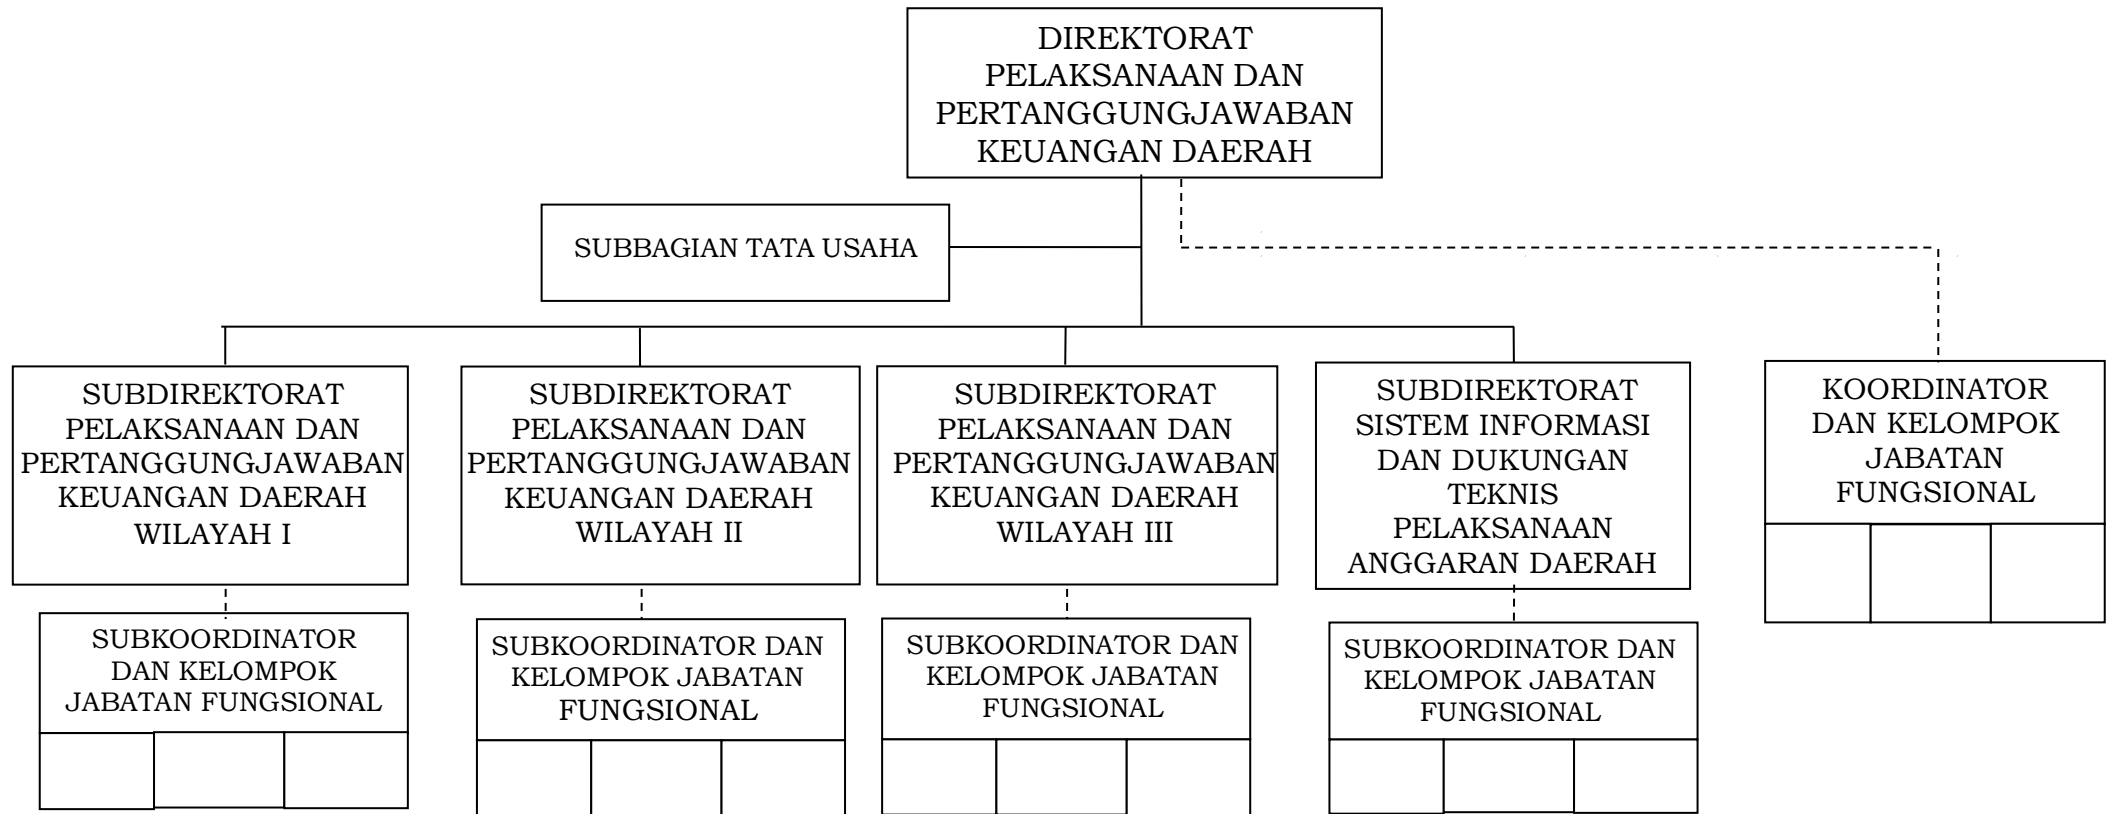 DIREKTORAT
PELAKSANAAN DAN
PERTANGGUNGJAWABAN
KEUANGAN DAERAH
SUBBAGIAN TATA USAHA
SUBDIREKTORAT
PELAKSANAAN DAN
PERTANGGUNGJAWABAN
KEUANGAN DAERAH
WILAYAH I
SUBDIREKTORAT
PELAKSANAAN DAN
PERTANGGUNGJAWABAN
KEUANGAN DAERAH
WILAYAH II
SUBDIREKTORAT
PELAKSANAAN DAN
PERTANGGUNGJAWABAN
KEUANGAN DAERAH
WILAYAH III
SUBDIREKTORAT
SISTEM INFORMASI
DAN DUKUNGAN
TEKNIS
PELAKSANAAN
ANGGARAN DAERAH
KOORDINATOR
DAN KELOMPOK
JABATAN
FUNGSIONAL
SUBKOORDINATOR
DAN KELOMPOK
JABATAN FUNGSIONAL
SUBKOORDINATOR DAN
KELOMPOK JABATAN
FUNGSIONAL
SUBKOORDINATOR DAN
KELOMPOK JABATAN
FUNGSIONAL
SUBKOORDINATOR DAN
KELOMPOK JABATAN
FUNGSIONAL